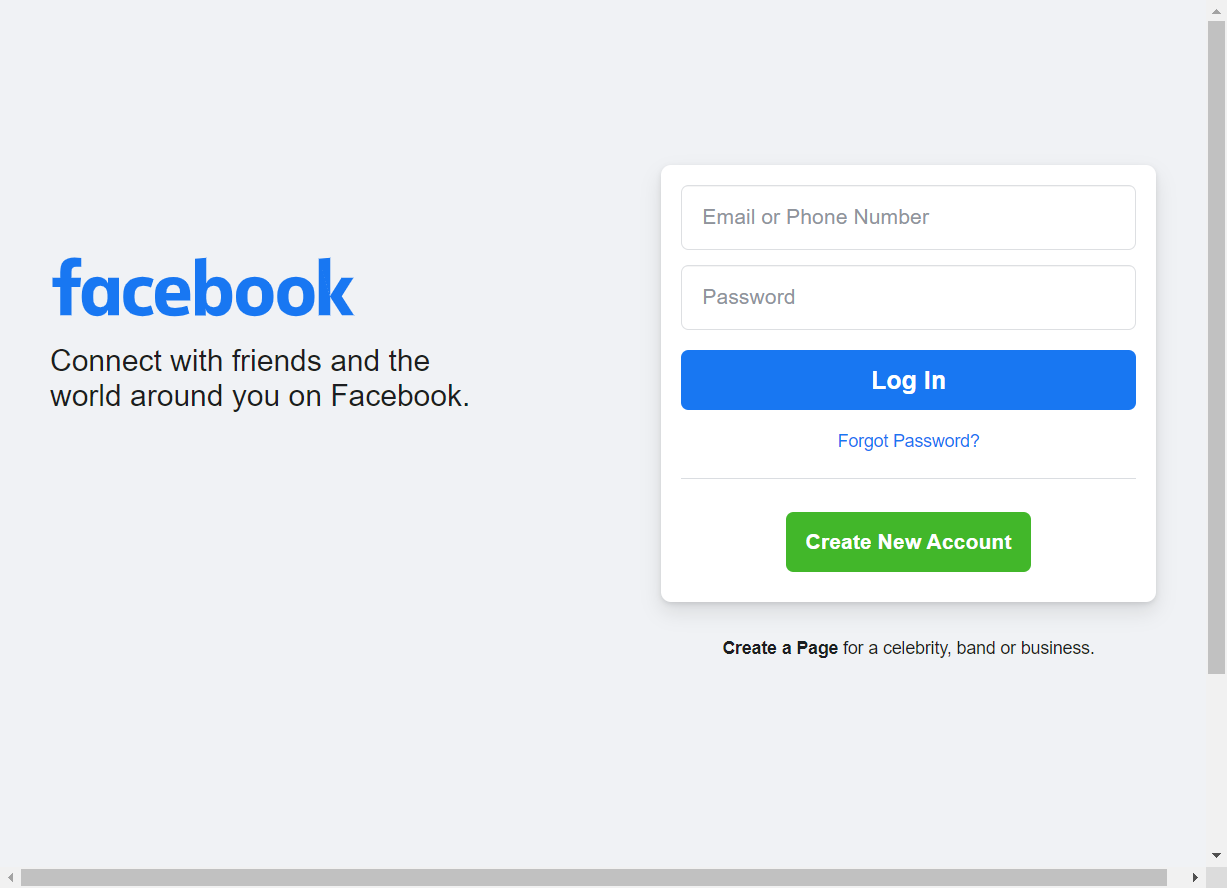 facebook
Connect with friends and the
world around you on Facebook.
Email or Phone Number
Password
Log In
Forgot Password?
Create New Account
Create a Page for a celebrity, band or business.